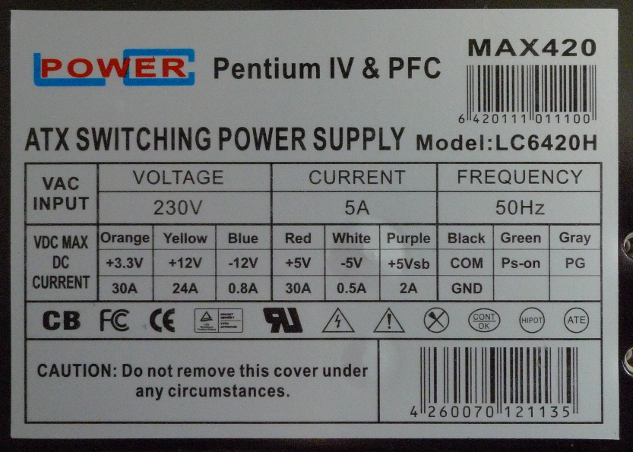 POWER Pentium IV & PFC MAX420
6 420111 011100
ATX SWITCHING POWER SUPPLY Model:LC6420H
VAC INPUT VOLTAGE CURRENT FREQUENCY
230V 5A 50Hz
VDC MAX DC CURRENT Orange Yellow Blue Red White Purple Black Green Gray
+3.3V +12V -12V +5V -5V +5Vsb COM Ps-on PG
30A 24A 0.8A 30A 0.5A 2A GND
CB FC CE CONT OK HIPOT ATE
CAUTION: Do not remove this cover under
any circumstances.
4 260070 121135